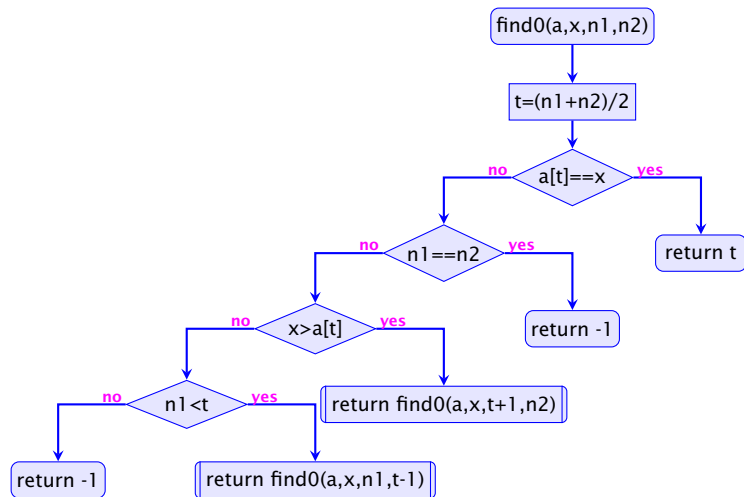 find0(a,x,n1,n2)
t=(n1+n2)/2
a[t]==x
no
yes
return t
n1==n2
no
yes
return -1
x>a[t]
no
yes
return find0(a,x,t+1,n2)
n1<t
no
yes
return -1
return find0(a,x,n1,t-1)